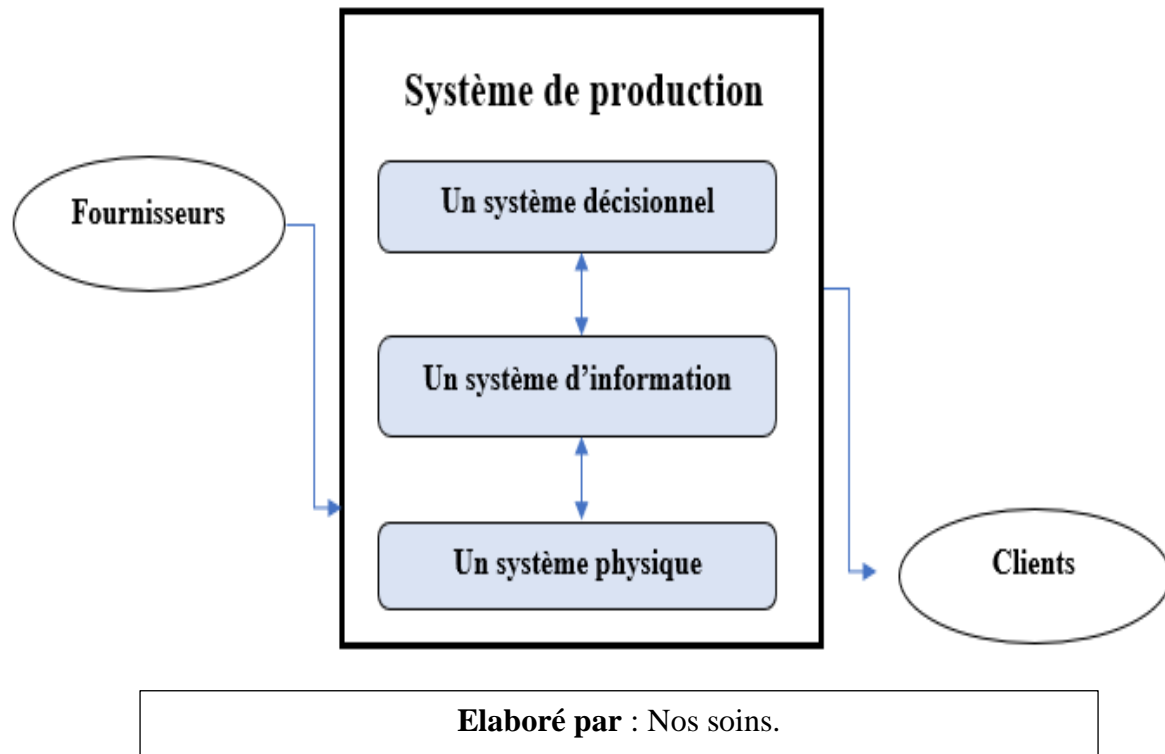 Système de production
Fournisseurs
Un système décisionnel
Un système d’information
Un système physique
Clients
Elaboré par : Nos soins.